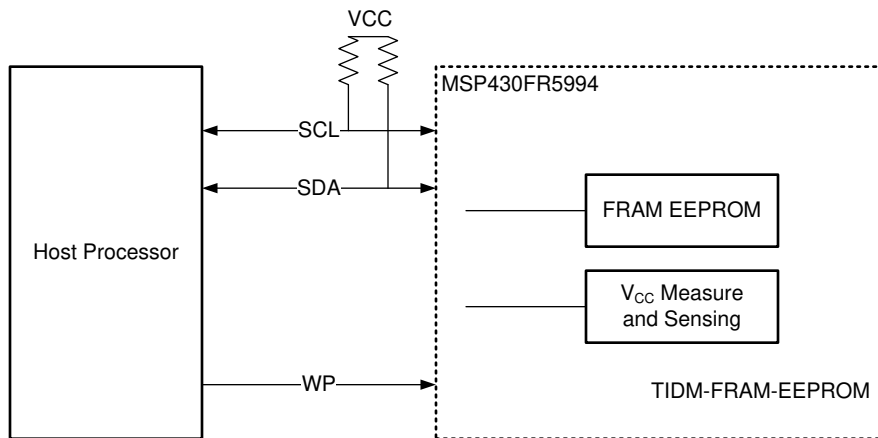 VCC
MSP430FR5994
SCL
SDA
FRAM EEPROM
Host Processor
VCC Measure
and Sensing
WP
TIDM-FRAM-EEPROM